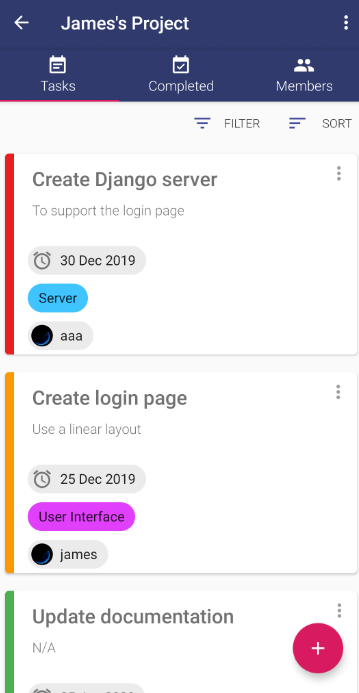 James's Project
Tasks
Completed
Members
FILTER
SORT
Create Django server
To support the login page
30 Dec 2019
Server
aaa
Create login page
Use a linear layout
25 Dec 2019
User Interface
james
Update documentation
N/A